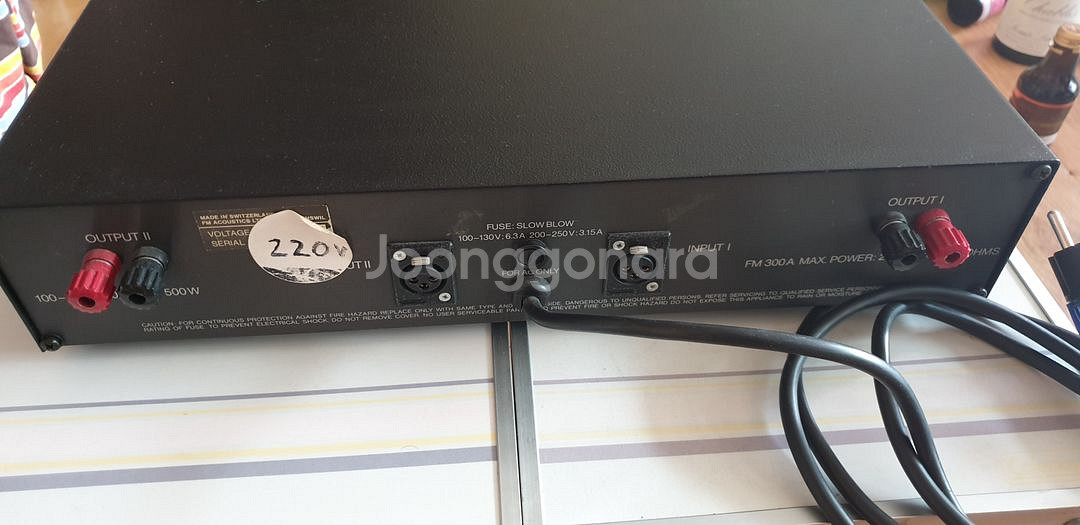 MADE IN SWITZERLAND
FM ACOUSTICS LT
VOLTAGE
SERIAL
220V
OUTPUT II
FUSE: SLOW BLOW
100-130V: 6.3A 200-250V: 3.15A
FOR AC ONLY
INPUT I
OUTPUT I
FM 300A MAX. POWER: 2
OHMS
100-
500W
CAUTION: FOR CONTINUOUS PROTECTION AGAINST FIRE HAZARD REPLACE ONLY WITH SAME TYPE AND
RATING OF FUSE. TO PREVENT ELECTRICAL SHOCK, DO NOT REMOVE COVER. NO USER SERVICEABLE
DANGEROUS TO UNQUALIFIED PERSONS. REFER SERVICING TO QUALIFIED SERVICE
PREVENT FIRE OR SHOCK HAZARD DO NOT EXPOSE THIS APPLIANCE TO RAIN OR MOISTURE
Joonggonara